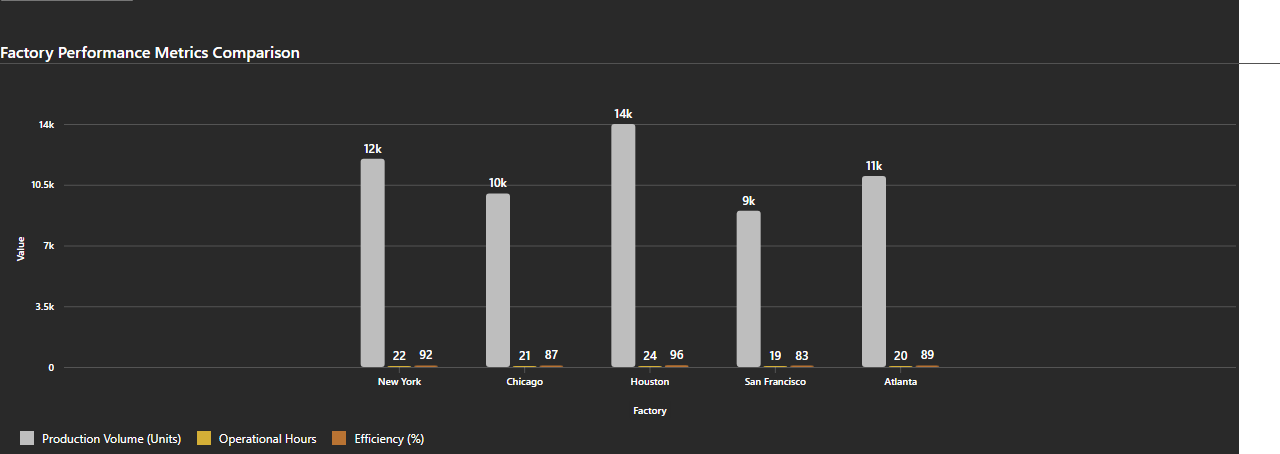 Factory Performance Metrics Comparison
14k
10.5k
7k
3.5k
0
Value
12k
22
92
10k
21
87
14k
24
96
9k
19
83
11k
20
89
New York
Chicago
Houston
San Francisco
Atlanta
Factory
Production Volume (Units)
Operational Hours
Efficiency (%)